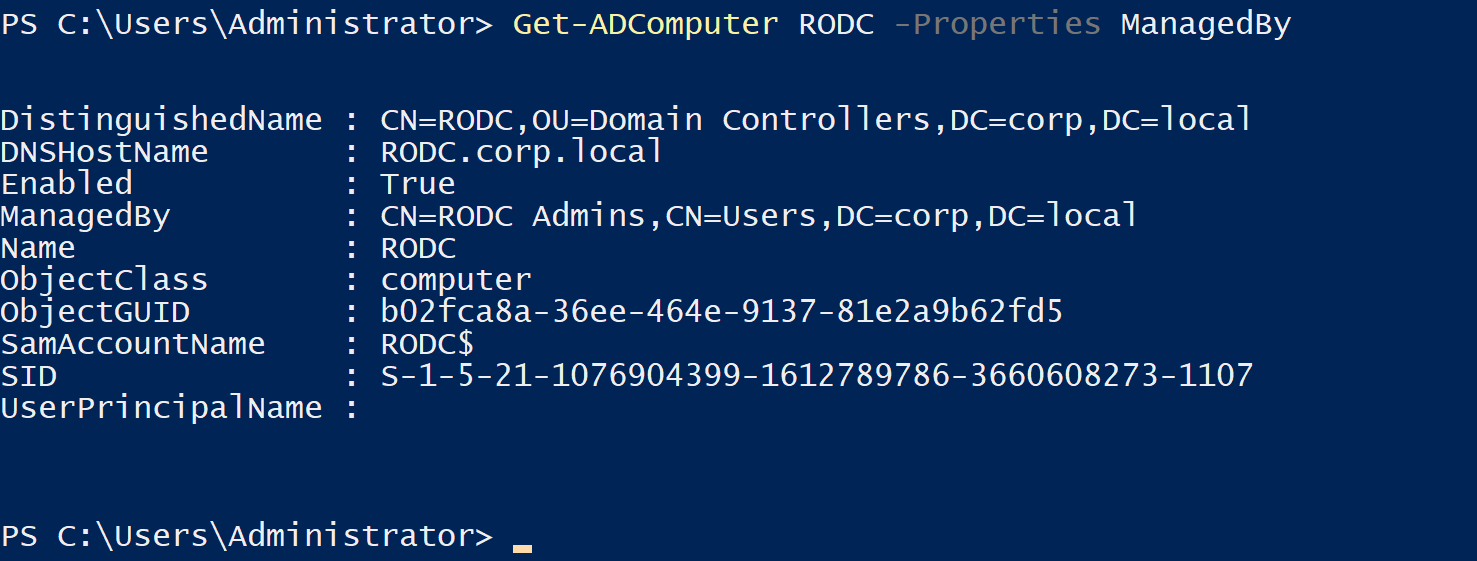 PS C:\Users\Administrator> Get-ADComputer RODC -Properties ManagedBy
DistinguishedName : CN=RODC,OU=Domain Controllers,DC=corp,DC=local
DNSHostName       : RODC.corp.local
Enabled           : True
ManagedBy         : CN=RODC Admins,CN=Users,DC=corp,DC=local
Name              : RODC
ObjectClass       : computer
ObjectGUID        : b02fca8a-36ee-464e-9137-81e2a9b62fd5
SamAccountName    : RODC$
SID               : S-1-5-21-1076904399-1612789786-3660608273-1107
UserPrincipalName :
PS C:\Users\Administrator>